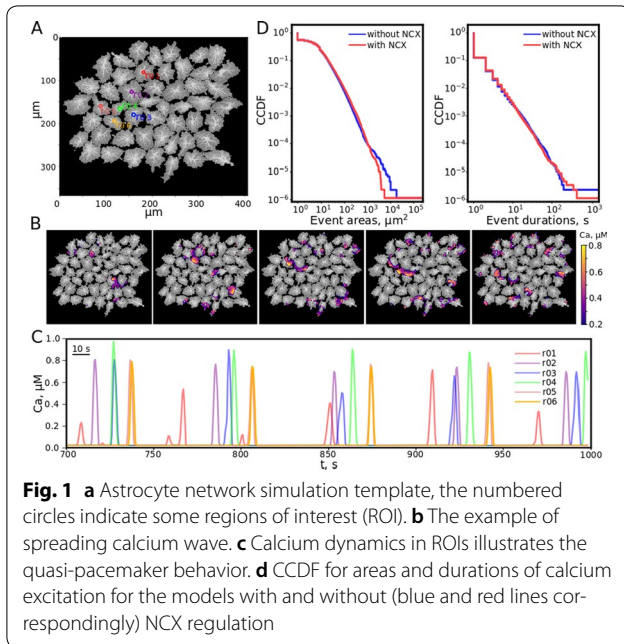 A
0
100
200
300
μm
0 100 200 300 400
μm
D
without NCX
with NCX
10⁰
10⁻¹
10⁻²
10⁻³
10⁻⁴
10⁻⁵
10⁻⁶
CCDF
10⁰ 10¹ 10² 10³ 10⁴ 10⁵
Event areas, μm²
without NCX
with NCX
10⁰
10⁻¹
10⁻²
10⁻³
10⁻⁴
10⁻⁵
10⁻⁶
CCDF
10⁰ 10¹ 10² 10³
Event durations, s
B
Ca, μM
0.8
0.6
0.4
0.2
C
10 s
1.0
0.8
0.6
0.4
0.2
0.0
Ca, μM
r01
r02
r03
r04
r05
r06
700 750 800 850 900 950 1000
t, s
Fig. 1 a Astrocyte network simulation template, the numbered
circles indicate some regions of interest (ROI). b The example of
spreading calcium wave. c Calcium dynamics in ROIs illustrates the
quasi-pacemaker behavior. d CCDF for areas and durations of calcium
excitation for the models with and without (blue and red lines cor-
respondingly) NCX regulation